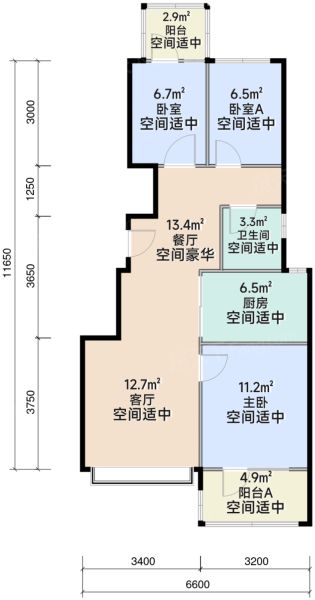 2.9㎡
阳台
空间适中
6.7㎡
卧室
空间适中
6.5㎡
卧室A
空间适中
13.4㎡
餐厅
空间豪华
3.3㎡
卫生间
空间适中
6.5㎡
厨房
空间适中
12.7㎡
客厅
空间适中
11.2㎡
主卧
空间适中
4.9㎡
阳台A
空间适中
3000
1250
3650
3750
11650
3400
3200
6600